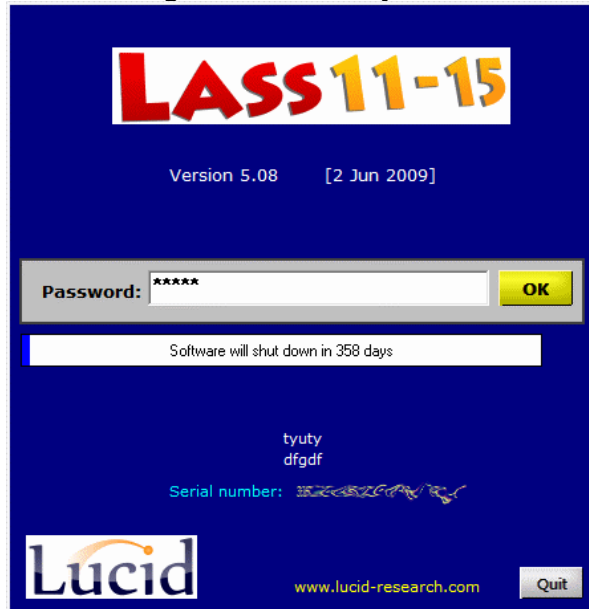 LASS 11-15
Version 5.08 [2 Jun 2009]
Password: ***** OK
Software will shut down in 358 days
tyuty
dfgdf
Serial number:
Lucid
www.lucid-research.com Quit